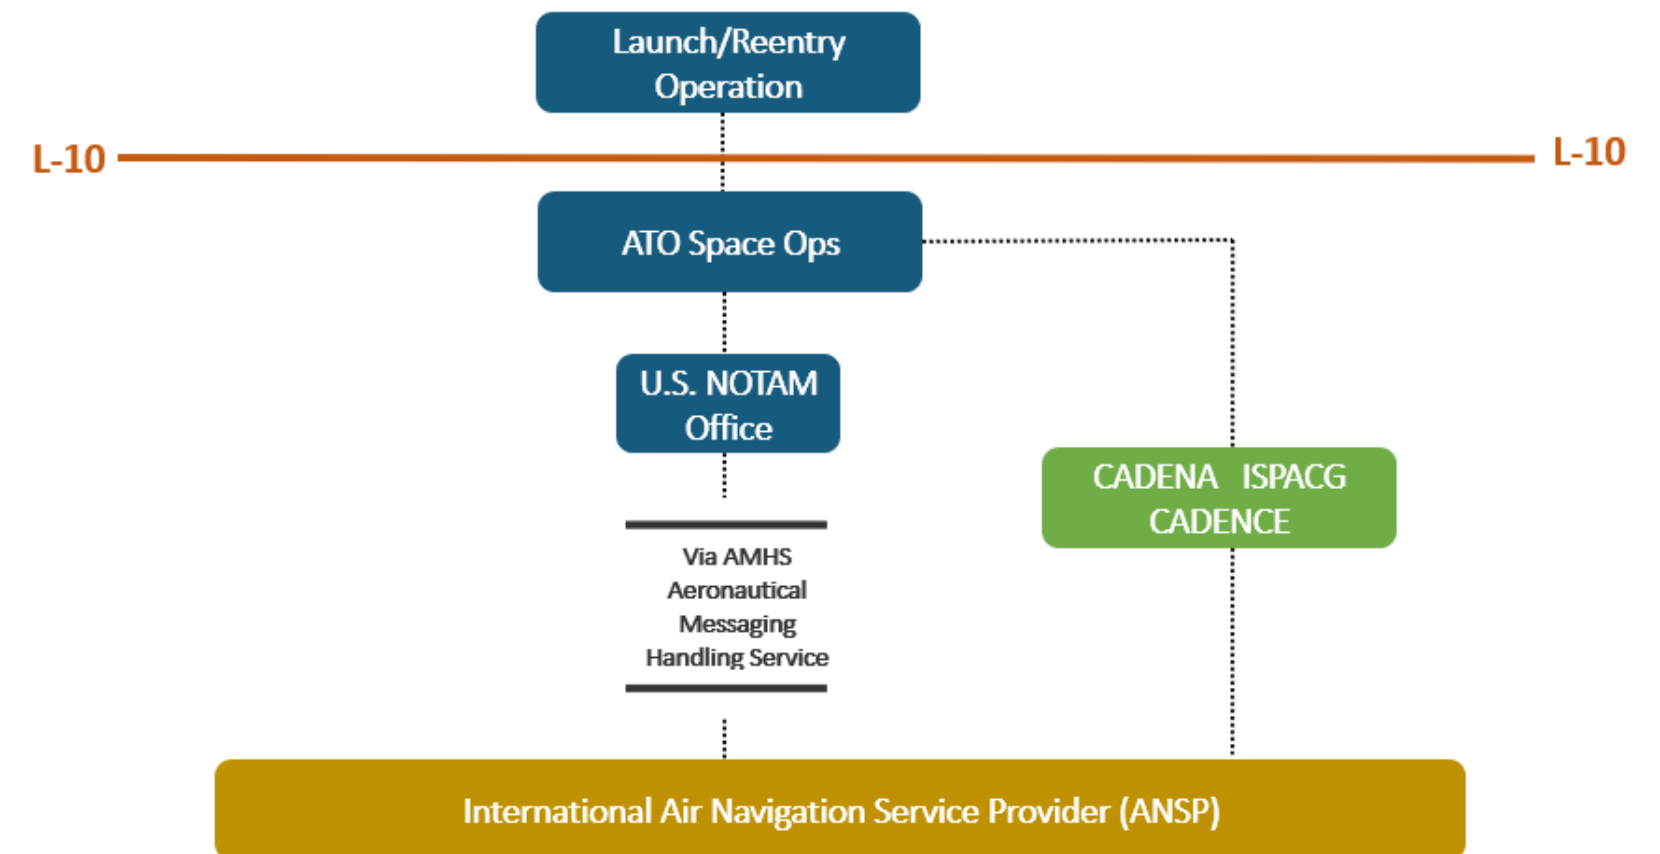 Launch/Reentry
Operation
L-10
L-10
ATO Space Ops
U.S. NOTAM
Office
CADENA ISPACG
CADENCE
Via AMHS
Aeronautical
Messaging
Handling Service
International Air Navigation Service Provider (ANSP)